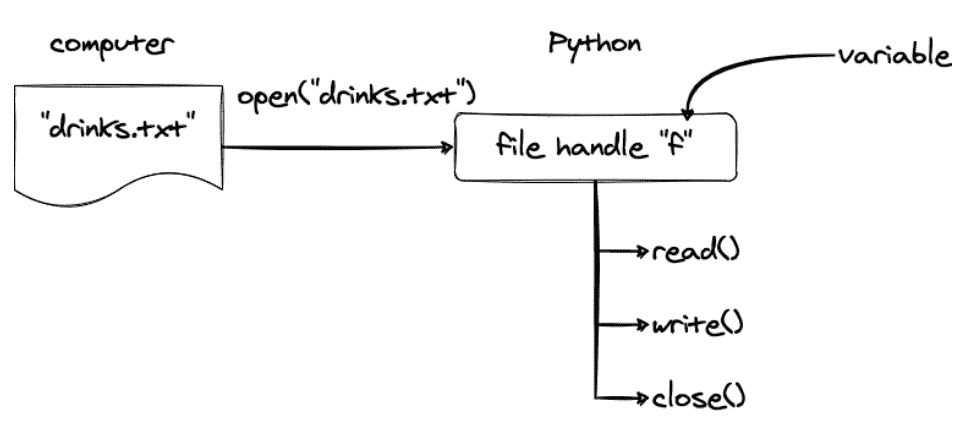 computer
Python
variable
"drinks.txt"
open("drinks.txt")
file handle "f"
read()
write()
close()